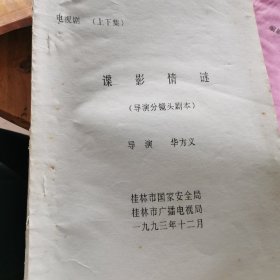 电视剧 （上下集）
谍影情谜
（导演分镜头剧本）
导 演 华方义
桂林市国家安全局
桂林市广播电视局
一九九三年十二月